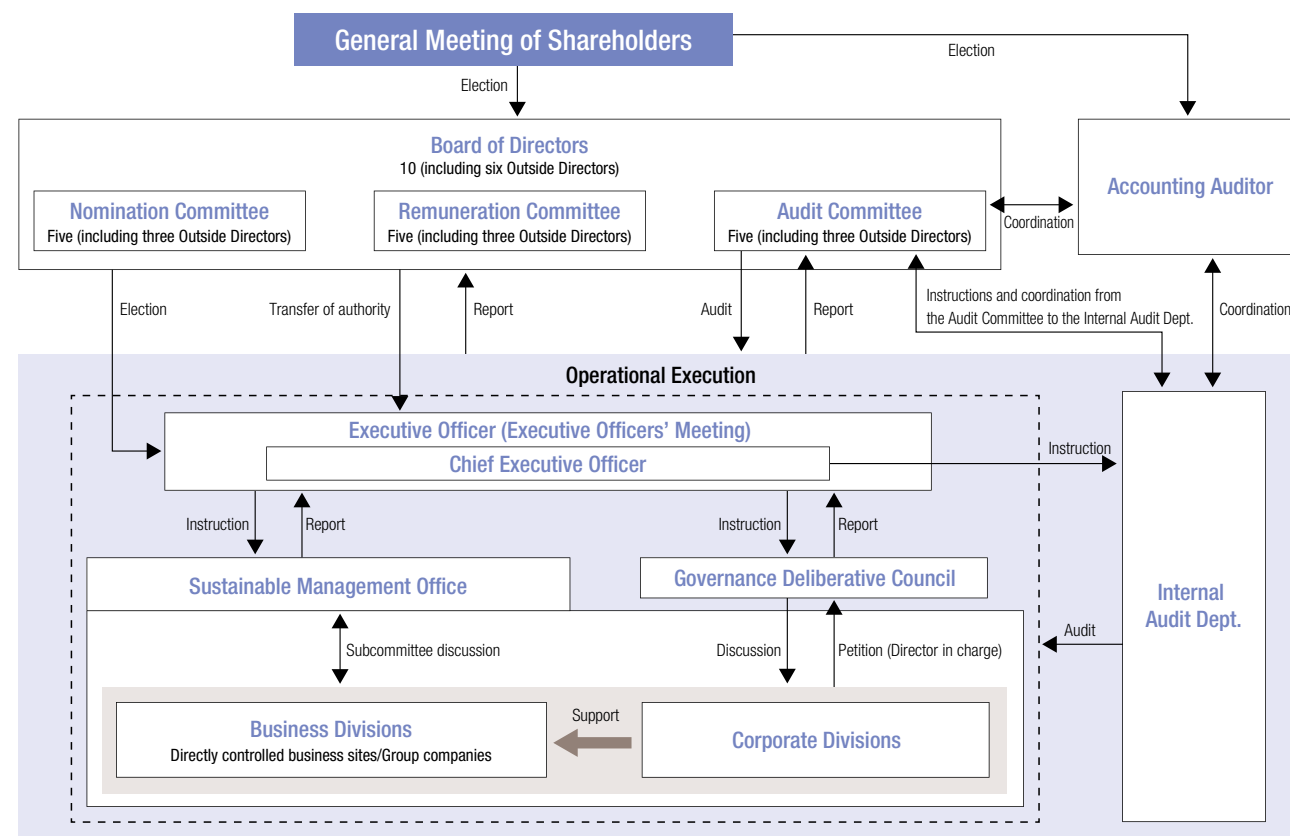 General Meeting of Shareholders
Election
Election
Board of Directors
10 (including six Outside Directors)
Nomination Committee
Five (including three Outside Directors)
Remuneration Committee
Five (including three Outside Directors)
Audit Committee
Five (including three Outside Directors)
Coordination
Accounting Auditor
Election
Transfer of authority
Report
Audit
Report
Instructions and coordination from
the Audit Committee to the Internal Audit Dept.
Coordination
Operational Execution
Executive Officer (Executive Officers’ Meeting)
Chief Executive Officer
Instruction
Instruction
Report
Instruction
Report
Sustainable Management Office
Governance Deliberative Council
Internal
Audit Dept.
Audit
Subcommittee discussion
Discussion
Petition (Director in charge)
Business Divisions
Directly controlled business sites/Group companies
Support
Corporate Divisions